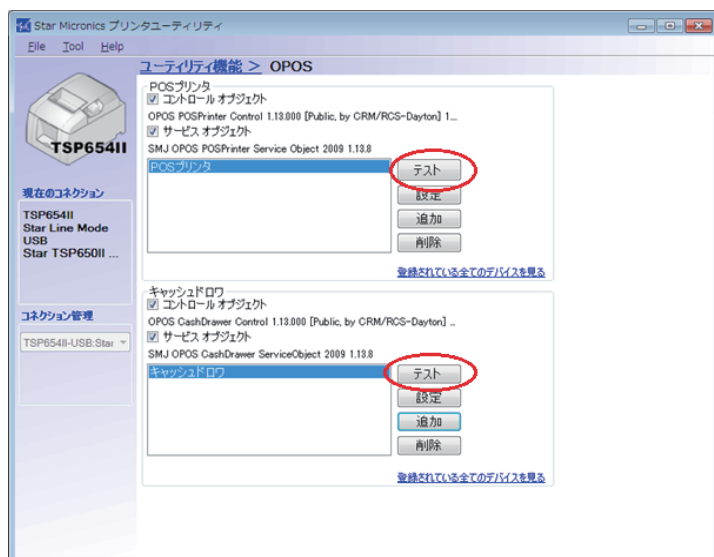 Star Micronics プリンタユーティリティ
File Tool Help
ユーティリティ機能 > OPOS
TSP654II
現在のコネクション
TSP654II
Star Line Mode
USB
Star TSP650II ...
コネクション管理
TSP654II-USB:Star
POSプリンタ
コントロール オブジェクト
OPOS POSPrinter Control 1.13.000 [Public, by CRM/RCS-Dayton] 1...
サービス オブジェクト
SMJ OPOS POSPrinter Service Object 2009 1.13.8
POSプリンタ
テスト
設定
追加
削除
登録されている全てのデバイスを見る
キャッシュドロワ
コントロール オブジェクト
OPOS CashDrawer Control 1.13.000 [Public, by CRM/RCS-Dayton] ...
サービス オブジェクト
SMJ OPOS CashDrawer ServiceObject 2009 1.13.8
キャッシュドロワ
テスト
設定
追加
削除
登録されている全てのデバイスを見る